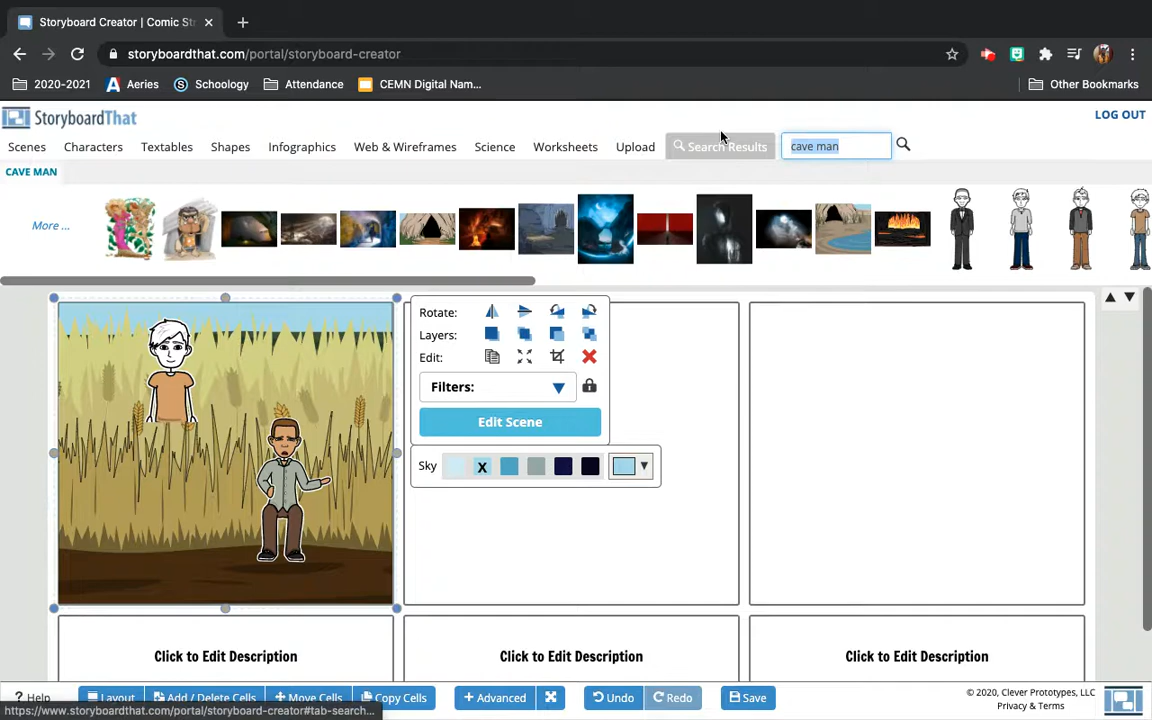 Storyboard Creator | Comic St
storyboardthat.com/portal/storyboard-creator
2020-2021 Aeries Schoology Attendance CEMN Digital Nam... Other Bookmarks
StoryboardThat LOG OUT
Scenes Characters Textables Shapes Infographics Web & Wireframes Science Worksheets Upload Search Results cave man
CAVE MAN
More ...
Rotate:
Layers:
Edit:
Filters:
Edit Scene
Sky X
Click to Edit Description Click to Edit Description Click to Edit Description
? Help Layout Add / Delete Cells Move Cells Copy Cells + Advanced Undo Redo Save © 2020, Clever Prototypes, LLC
Privacy & Terms
https://www.storyboardthat.com/portal/storyboard-creator#tab-search...